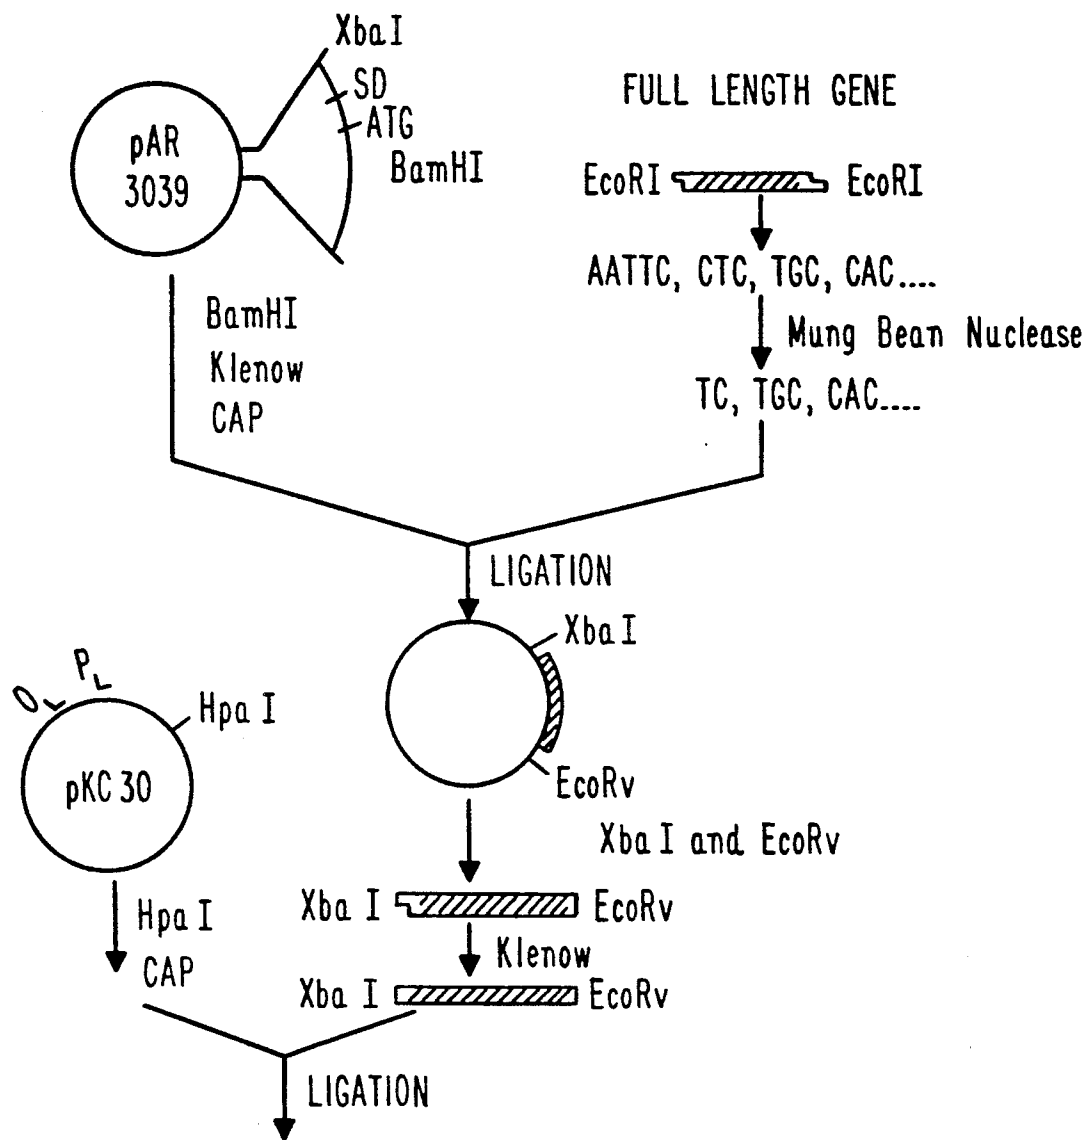 XbaI
SD
ATG
BamHI
pAR
3039
FULL LENGTH GENE
EcoRI
EcoRI
AATTC, CTC, TGC, CAC....
Mung Bean Nuclease
TC, TGC, CAC....
BamHI
Klenow
CAP
LIGATION
Xba I
EcoRv
OL
PL
Hpa I
pKC 30
Xba I and EcoRv
Xba I
EcoRv
Hpa I
CAP
Klenow
Xba I
EcoRv
LIGATION